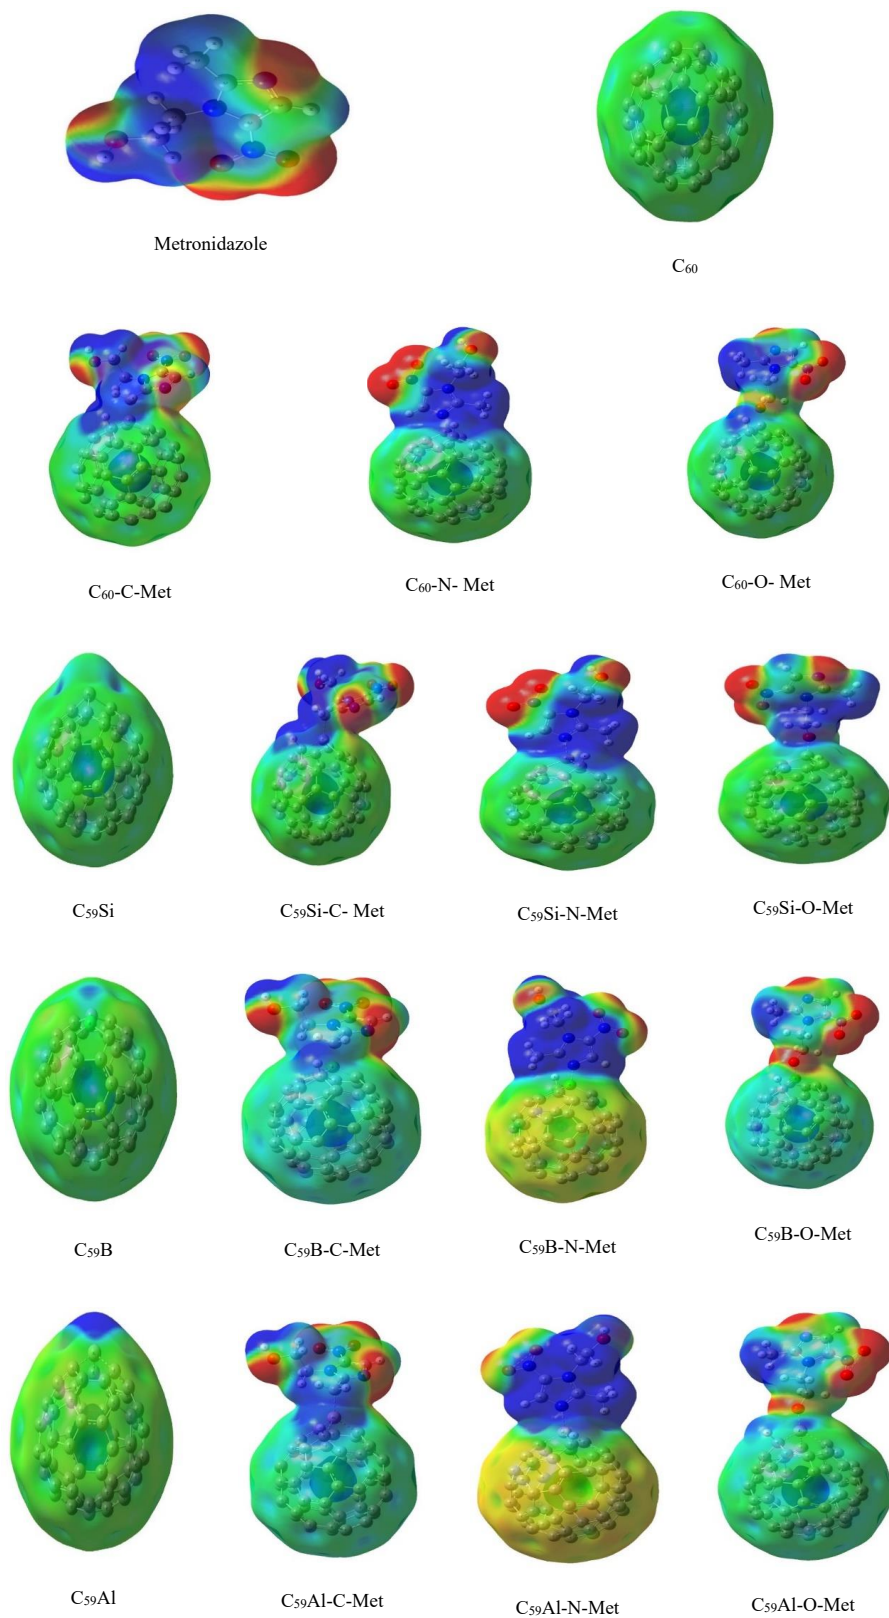 Metronidazole
C₆₀
C₆₀-C-Met
C₆₀-N- Met
C₆₀-O- Met
C₅₉Si
C₅₉Si-C- Met
C₅₉Si-N-Met
C₅₉Si-O-Met
C₅₉B
C₅₉B-C-Met
C₅₉B-N-Met
C₅₉B-O-Met
C₅₉Al
C₅₉Al-C-Met
C₅₉Al-N-Met
C₅₉Al-O-Met